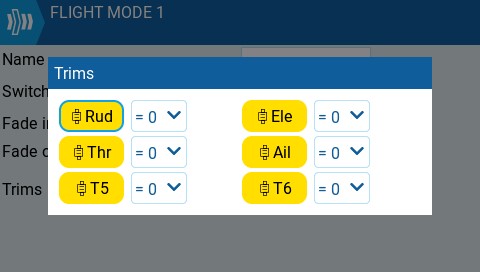 FLIGHT MODE 1
Name
Switch
Trims
Rud = 0 Ele = 0
Fade i
Thr = 0 Ail = 0
Fade
Trims T5 = 0 T6 = 0